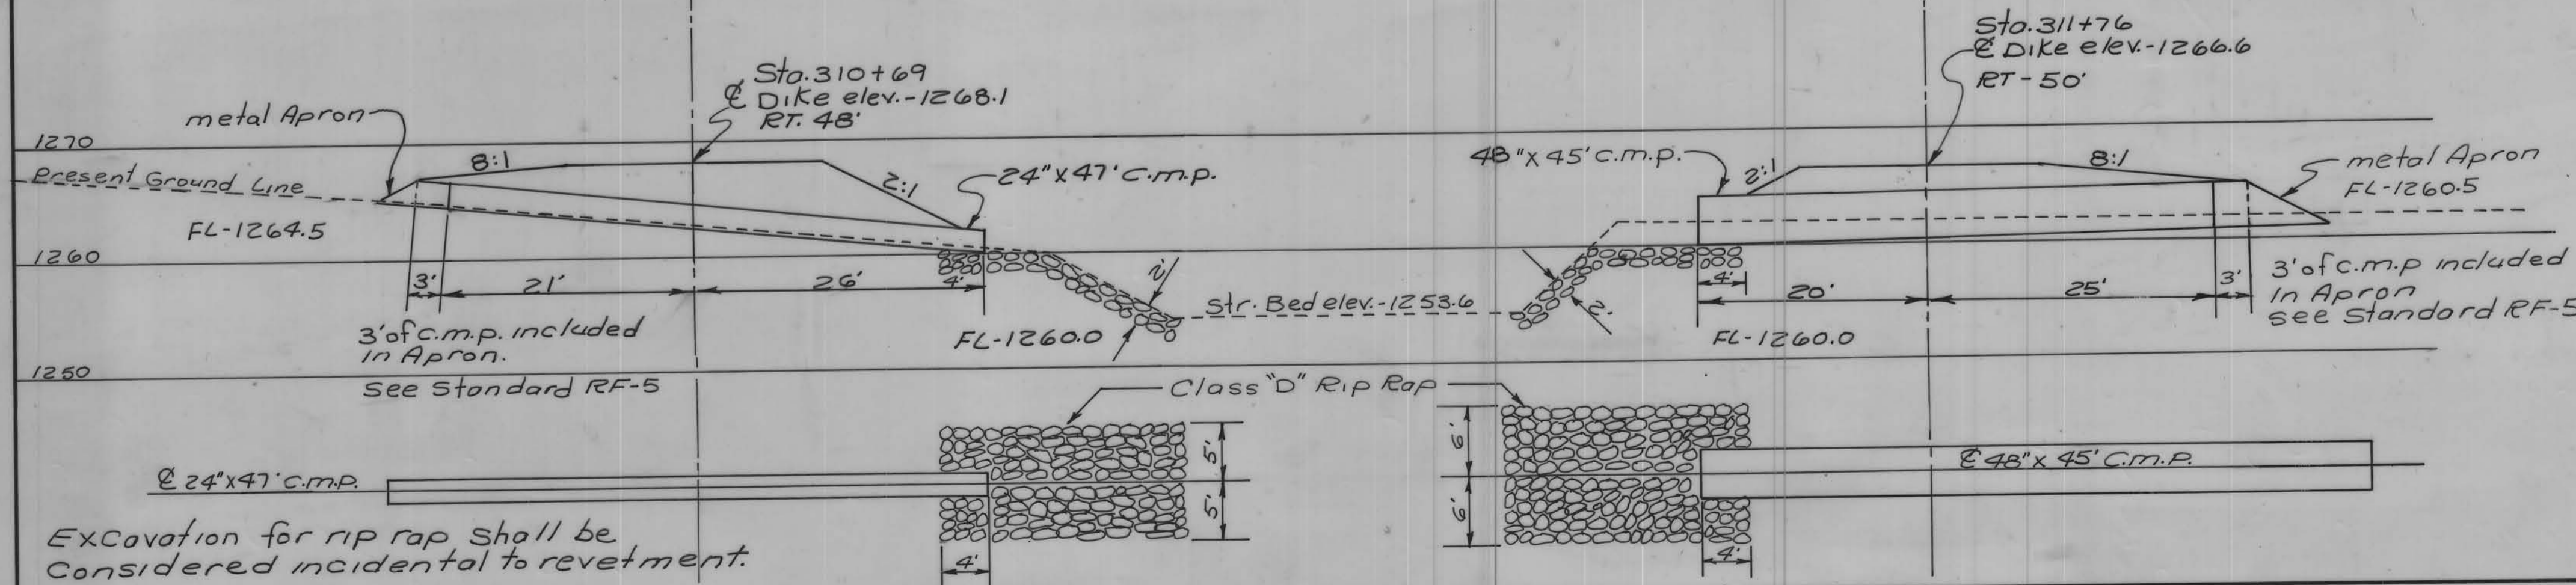 Sta. 310+69
℄ Dike elev.-1268.1
RT. 48'
metal Apron
1270
8:1
Present Ground Line
2:1
24"x47' C.m.p.
FL-1264.5
1260
3'
21'
26'
4'
2'
3' of c.m.p. included
in Apron.
See Standard RF-5
FL-1260.0
Str. Bed elev.-1253.6
1250
Sta. 311+76
℄ Dike elev.-1266.6
RT-50'
48"x45' c.m.p.
2:1
8:1
metal Apron
FL-1260.5
2'
4'
20'
25'
3'
3' of c.m.p included
in Apron
see Standard RF-5
FL-1260.0
Class "D" Rip Rap
℄ 24"x47' C.m.p.
5'
5'
4'
6'
6'
4'
℄ 48"x45' C.m.p.
Excavation for rip rap shall be
Considered incidental to revetment.